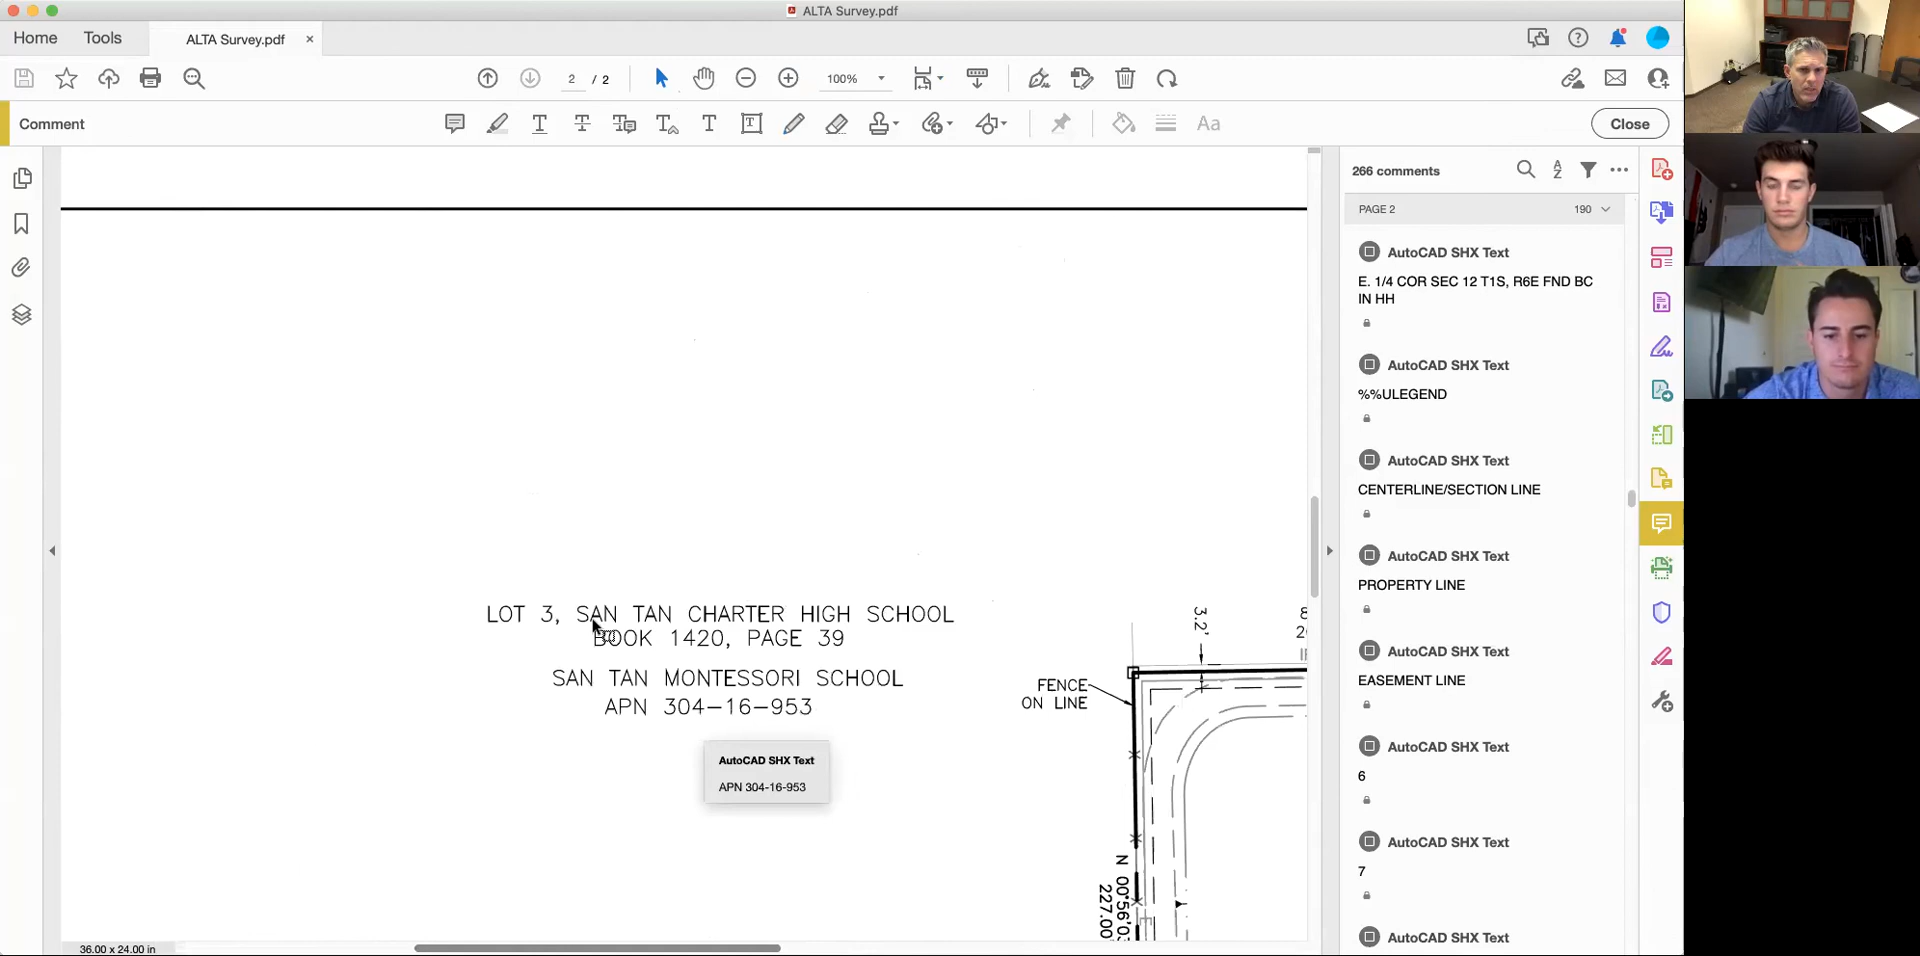 ALTA Survey.pdf
Home
Tools
ALTA Survey.pdf
2 / 2
100%
Comment
Aa
Close
266 comments
PAGE 2
190
AutoCAD SHX Text
E. 1/4 COR SEC 12 T1S, R6E FND BC
IN HH
AutoCAD SHX Text
%%ULEGEND
AutoCAD SHX Text
CENTERLINE/SECTION LINE
AutoCAD SHX Text
PROPERTY LINE
AutoCAD SHX Text
EASEMENT LINE
AutoCAD SHX Text
6
AutoCAD SHX Text
7
AutoCAD SHX Text
LOT 3, SAN TAN CHARTER HIGH SCHOOL
BOOK 1420, PAGE 39
SAN TAN MONTESSORI SCHOOL
APN 304-16-953
AutoCAD SHX Text
APN 304-16-953
FENCE
ON LINE
3.2'
N 00°56'0
227.00
36.00 x 24.00 in